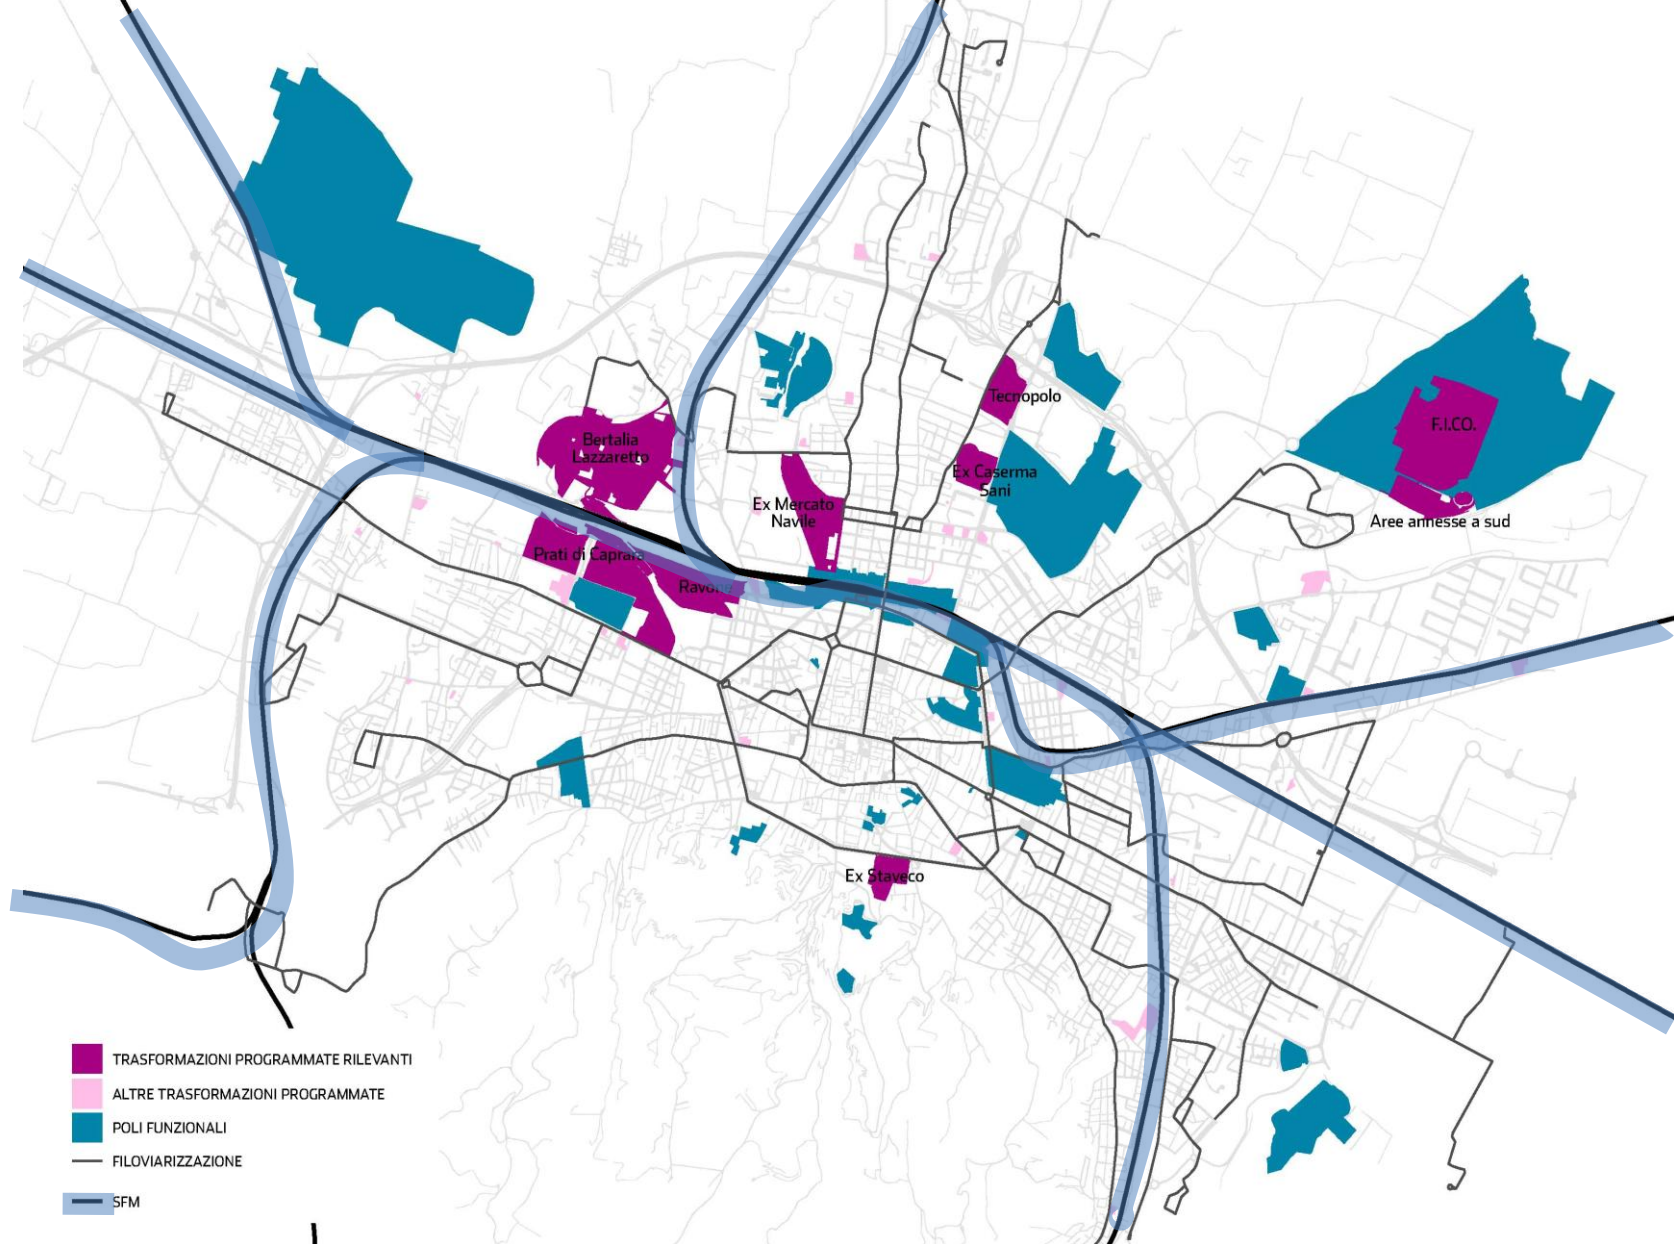 Tecnopolo
F.I.CO.
Bertalia
Lazzaretto
Ex Caserma
Sani
Ex Mercato
Navile
Aree annesse a sud
Prati di Caprara
Ravone
Ex Staveco
TRASFORMAZIONI PROGRAMMATE RILEVANTI
ALTRE TRASFORMAZIONI PROGRAMMATE
POLI FUNZIONALI
FILOVIARIZZAZIONE
SFM